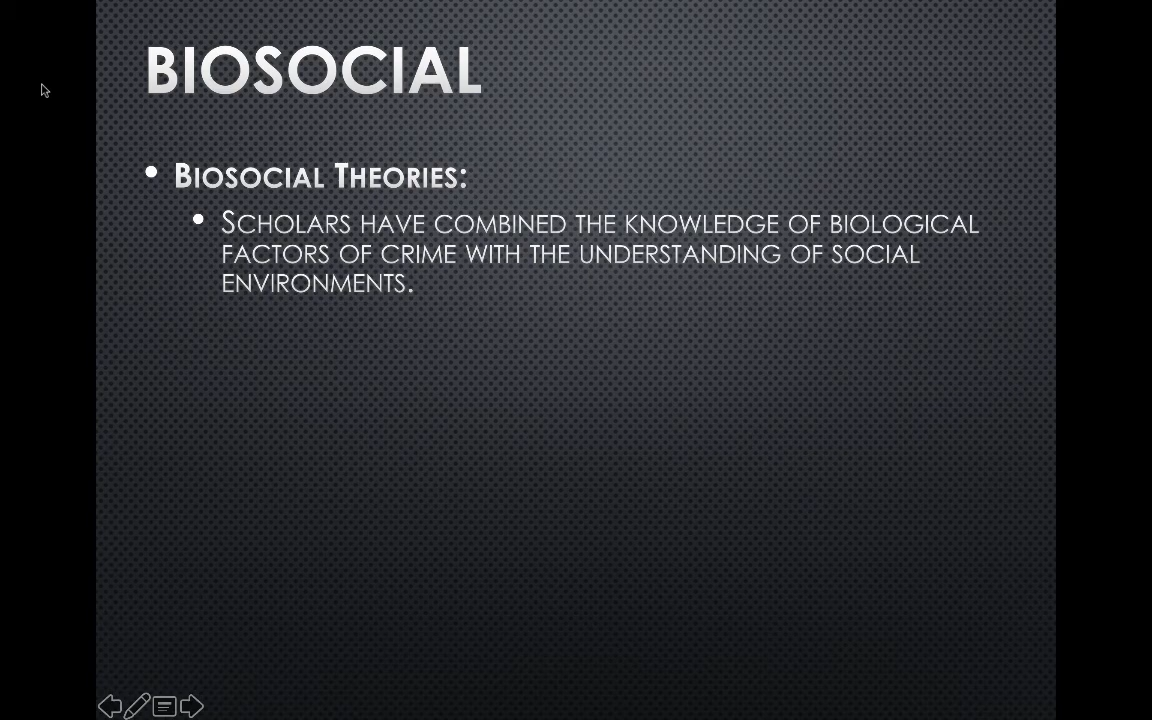 BIOSOCIAL
• BIOSOCIAL THEORIES:
• SCHOLARS HAVE COMBINED THE KNOWLEDGE OF BIOLOGICAL
FACTORS OF CRIME WITH THE UNDERSTANDING OF SOCIAL
ENVIRONMENTS.